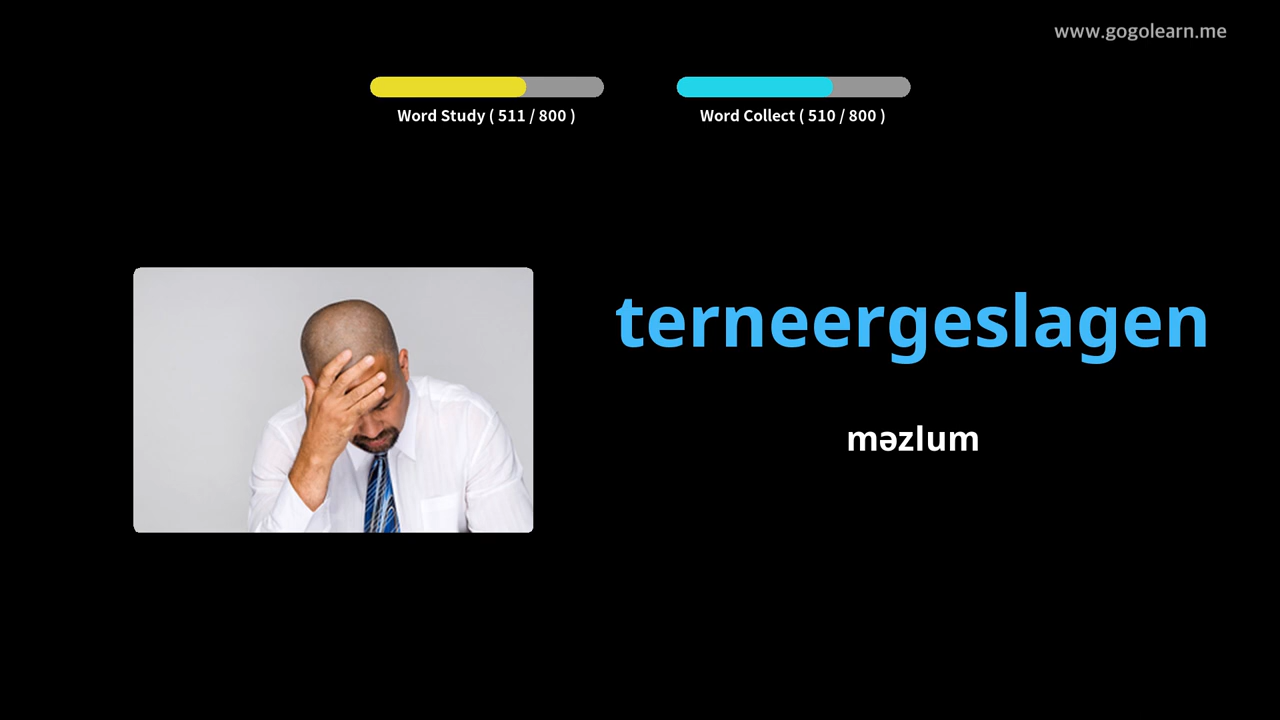 www.gogolearn.me
Word Study ( 511 / 800 )
Word Collect ( 510 / 800 )
terneergeslagen
məzlum